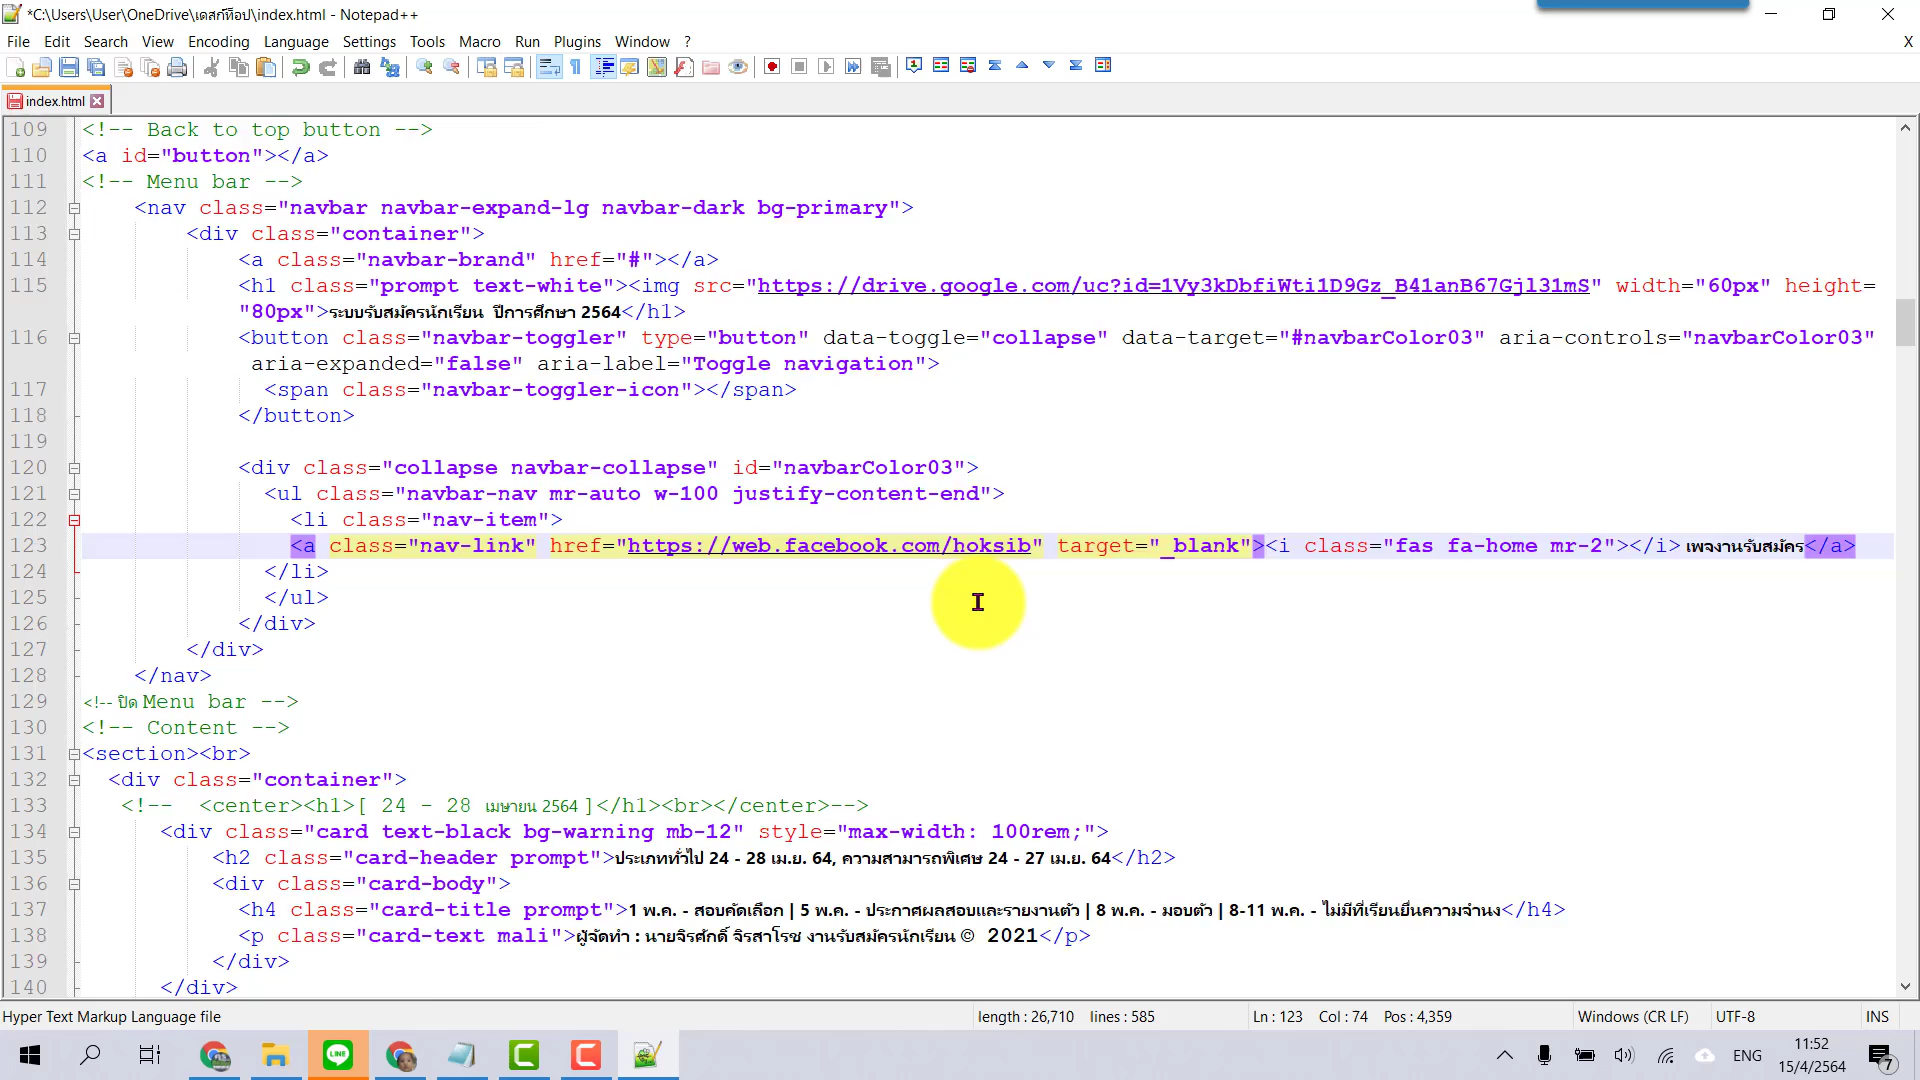 *C:\Users\User\OneDrive\เดสก์ท็อป\index.html - Notepad++
File Edit Search View Encoding Language Settings Tools Macro Run Plugins Window ? X
index.html
109 <!-- Back to top button -->
110 <a id="button"></a>
111 <!-- Menu bar -->
112 <nav class="navbar navbar-expand-lg navbar-dark bg-primary">
113 <div class="container">
114 <a class="navbar-brand" href="#"></a>
115 <h1 class="prompt text-white"><img src="https://drive.google.com/uc?id=1Vy3kDbfiWti1D9Gz_B41anB67Gjl31mS" width="60px" height=
"80px">ระบบรับสมัครนักเรียน ปีการศึกษา 2564</h1>
116 <button class="navbar-toggler" type="button" data-toggle="collapse" data-target="#navbarColor03" aria-controls="navbarColor03"
aria-expanded="false" aria-label="Toggle navigation">
117 <span class="navbar-toggler-icon"></span>
118 </button>
119
120 <div class="collapse navbar-collapse" id="navbarColor03">
121 <ul class="navbar-nav mr-auto w-100 justify-content-end">
122 <li class="nav-item">
123 <a class="nav-link" href="https://web.facebook.com/hoksib" target="_blank"><i class="fas fa-home mr-2"></i> เพจงานรับสมัคร</a>
124 </li>
125 </ul>
126 </div>
127 </div>
128 </nav>
129 <!-- ปิด Menu bar -->
130 <!-- Content -->
131 <section><br>
132 <div class="container">
133 <!-- <center><h1>[ 24 - 28 เมษายน 2564 ]</h1><br></center>-->
134 <div class="card text-black bg-warning mb-12" style="max-width: 100rem;">
135 <h2 class="card-header prompt">ประเภททั่วไป 24 - 28 เม.ย. 64, ความสามารถพิเศษ 24 - 27 เม.ย. 64</h2>
136 <div class="card-body">
137 <h4 class="card-title prompt">1 พ.ค. - สอบคัดเลือก | 5 พ.ค. - ประกาศผลสอบและรายงานตัว | 8 พ.ค. - มอบตัว | 8-11 พ.ค. - ไม่มีที่เรียนยื่นความจำนง</h4>
138 <p class="card-text mali">ผู้จัดทำ : นายจิรศักดิ์ จิรสาโรช งานรับสมัครนักเรียน © 2021</p>
139 </div>
140 </div>
Hyper Text Markup Language file length : 26,710 lines : 585 Ln : 123 Col : 74 Pos : 4,359 Windows (CR LF) UTF-8 INS
LINE ENG 11:52
15/4/2564 7